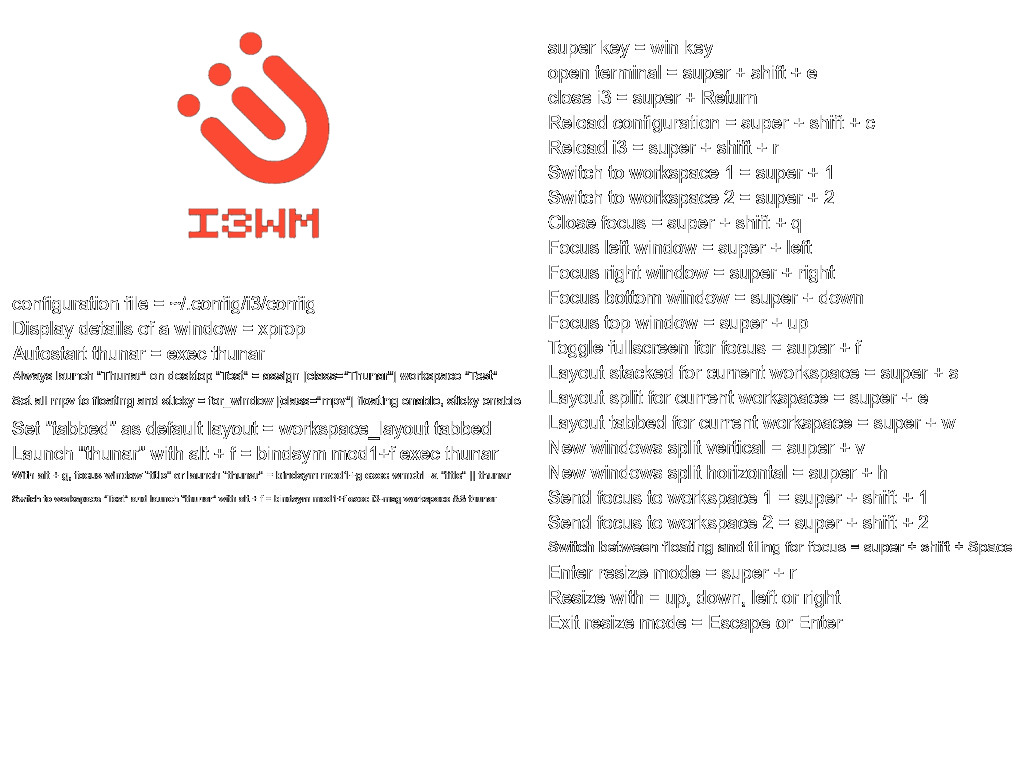 I3WM
configuration file = ~/.config/i3/config
Display details of a window = xprop
Autostart thunar = exec thunar
Always launch "Thunar" on desktop "Test" = assign [class="Thunar"] workspace "Test"
Set all mpv to floating and sticky = for_window [class="mpv"] floating enable, sticky enable
Set "tabbed" as default layout = workspace_layout tabbed
Launch "thunar" with alt + f = bindsym mod1+f exec thunar
With alt + g, focus window "title" or launch "thunar" = bindsym mod1+g exec wmctrl -a "title" || thunar
Switch to workspace "Test" and launch "thunar" with alt + f = bindsym mod1+f exec i3-msg workspace && thunar
super key = win key
open terminal = super + shift + e
close i3 = super + Return
Reload configuration = super + shift + c
Reload i3 = super + shift + r
Switch to workspace 1 = super + 1
Switch to workspace 2 = super + 2
Close focus = super + shift + q
Focus left window = super + left
Focus right window = super + right
Focus bottom window = super + down
Focus top window = super + up
Toggle fullscreen for focus = super + f
Layout stacked for current workspace = super + s
Layout split for current workspace = super + e
Layout tabbed for current workspace = super + w
New windows split vertical = super + v
New windows split horizontal = super + h
Send focus to workspace 1 = super + shift + 1
Send focus to workspace 2 = super + shift + 2
Switch between floating and tiling for focus = super + shift + Space
Enter resize mode = super + r
Resize with = up, down, left or right
Exit resize mode = Escape or Enter